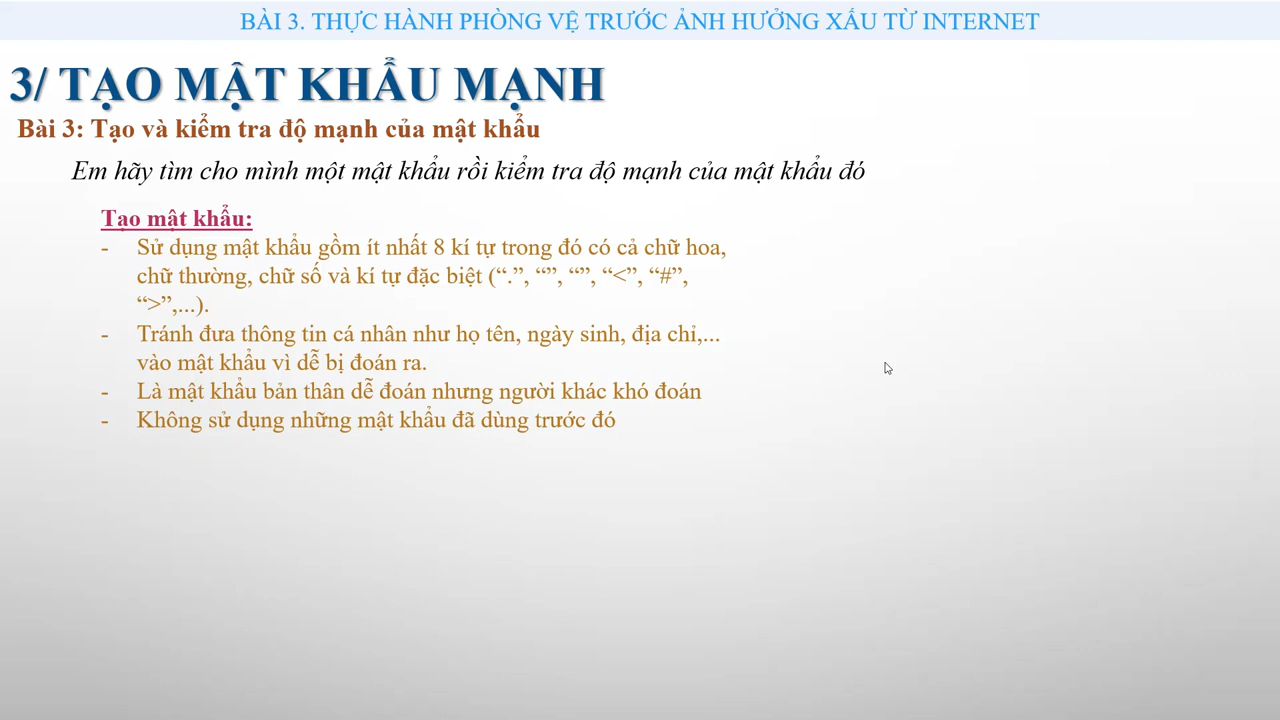 BÀI 3. THỰC HÀNH PHÒNG VỆ TRƯỚC ẢNH HƯỞNG XẤU TỪ INTERNET
3/ TẠO MẬT KHẨU MẠNH
Bài 3: Tạo và kiểm tra độ mạnh của mật khẩu
Em hãy tìm cho mình một mật khẩu rồi kiểm tra độ mạnh của mật khẩu đó
Tạo mật khẩu:
- Sử dụng mật khẩu gồm ít nhất 8 kí tự trong đó có cả chữ hoa,
chữ thường, chữ số và kí tự đặc biệt (“.”, “”, “”, “<”, “#”,
“>”,...).
- Tránh đưa thông tin cá nhân như họ tên, ngày sinh, địa chỉ,...
vào mật khẩu vì dễ bị đoán ra.
- Là mật khẩu bản thân dễ đoán nhưng người khác khó đoán
- Không sử dụng những mật khẩu đã dùng trước đó